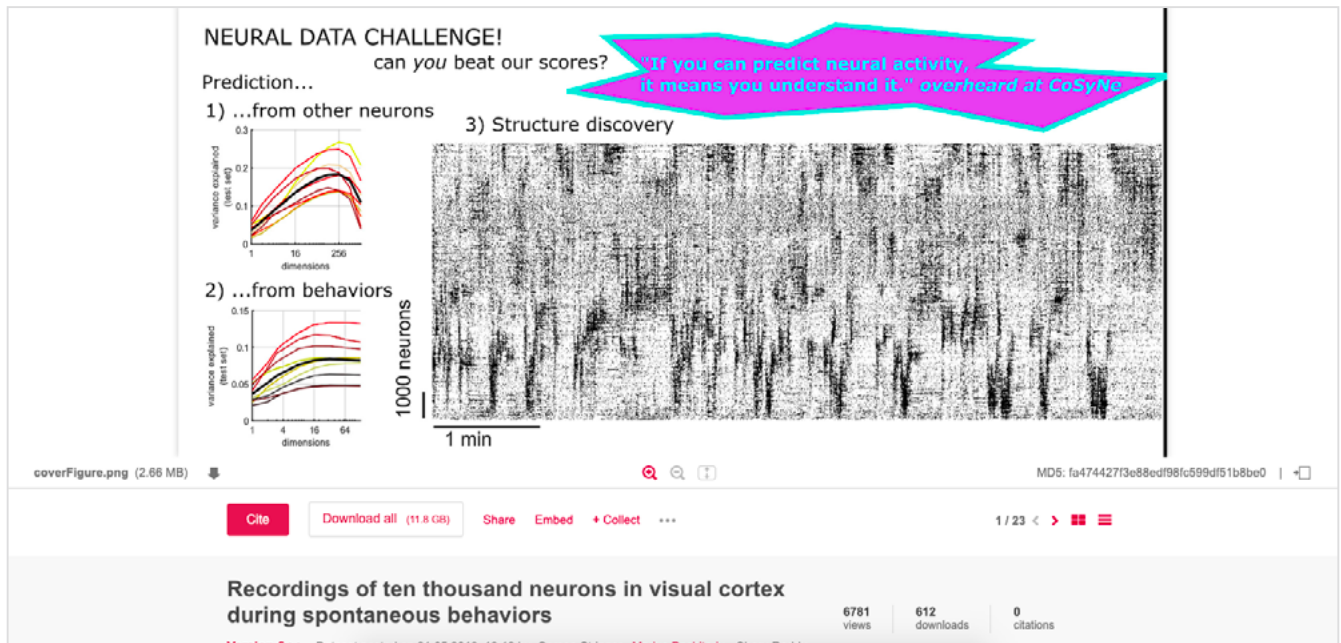 NEURAL DATA CHALLENGE!
can you beat our scores?
"If you can predict neural activity,
it means you understand it." overheard at CoSyNe
Prediction...
1) ...from other neurons
0.3
0.2
0.1
0
1 16 256
variance explained
(test set)
dimensions
2) ...from behaviors
0.15
0.1
0.05
0
1 4 16 64
variance explained
(test set)
dimensions
3) Structure discovery
1000 neurons
1 min
coverFigure.png (2.66 MB)
MD5: fa474427f3e88edf98fc599df51b8be0
Cite
Download all (11.8 GB)
Share Embed + Collect
1 / 23
Recordings of ten thousand neurons in visual cortex
during spontaneous behaviors
6781
views
612
downloads
0
citations